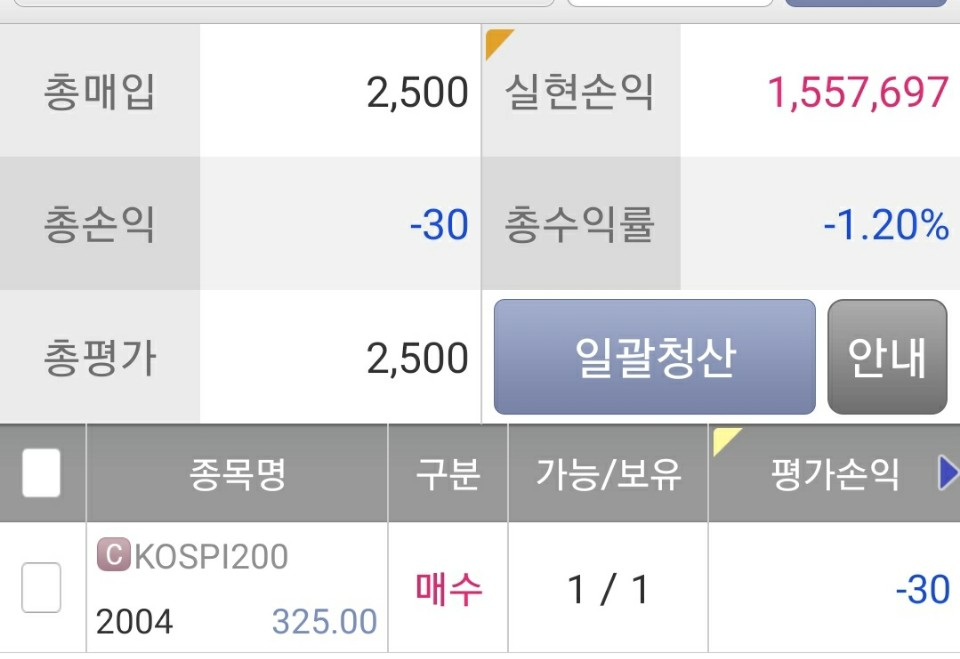 총매입 2,500 실현손익 1,557,697
총손익 -30 총수익률 -1.20%
총평가 2,500 일괄청산 안내
종목명 구분 가능/보유 평가손익
C KOSPI200
매수 1 / 1 -30
2004 325.00